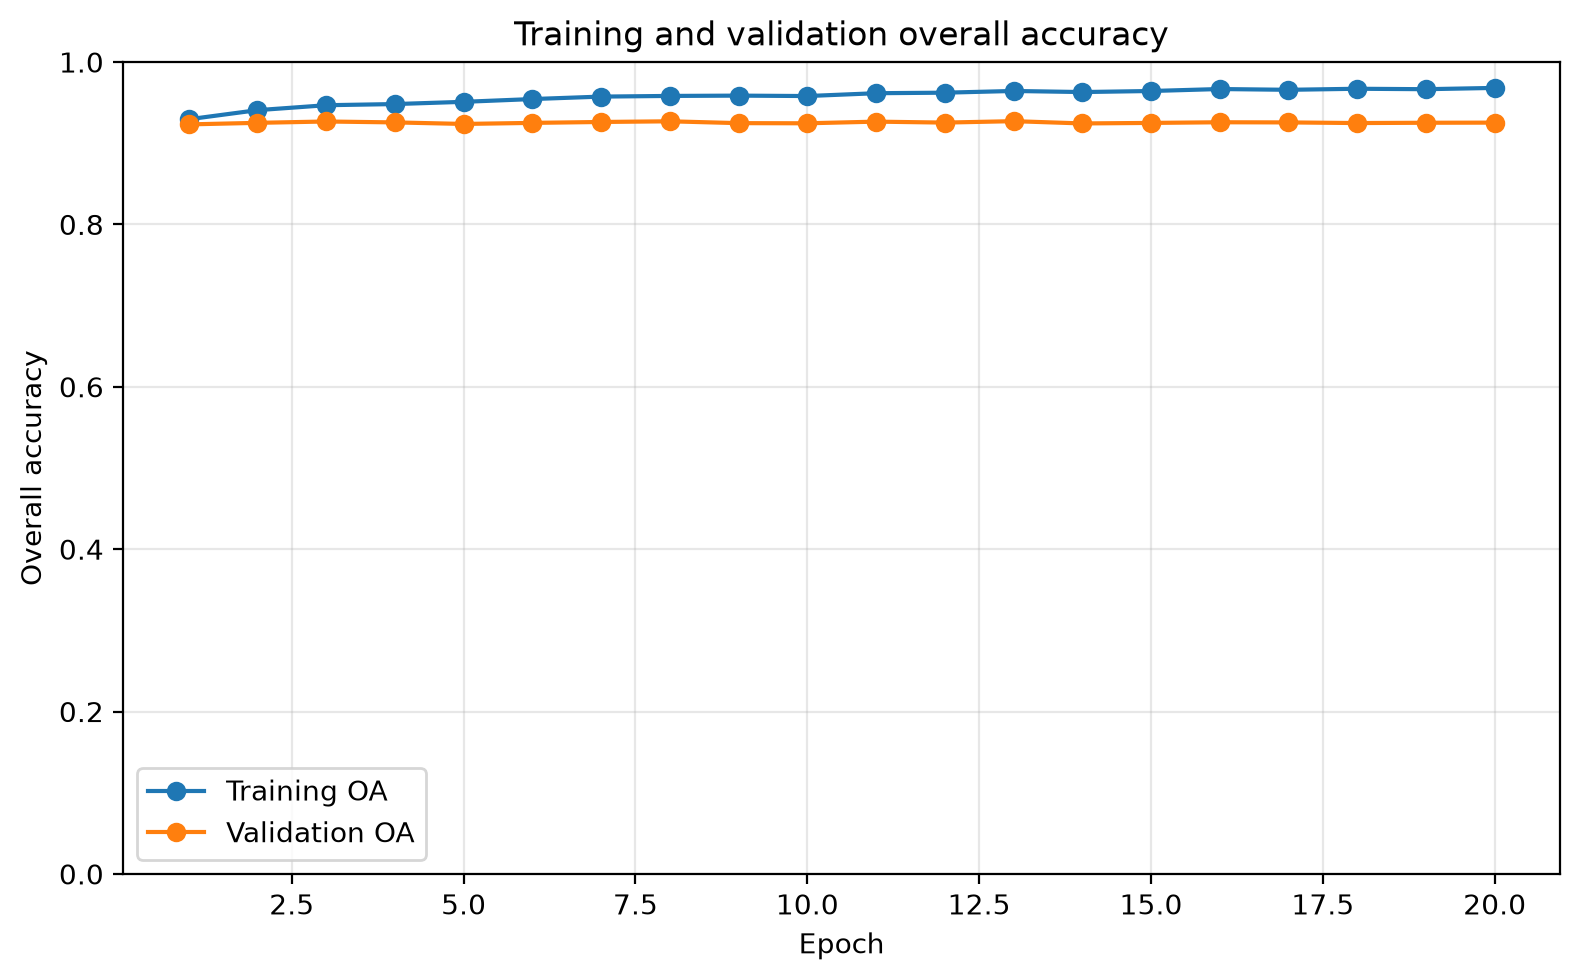 Training and validation overall accuracy
1.0
0.8
0.6
0.4
0.2
0.0
Overall accuracy
Training OA
Validation OA
2.5 5.0 7.5 10.0 12.5 15.0 17.5 20.0
Epoch